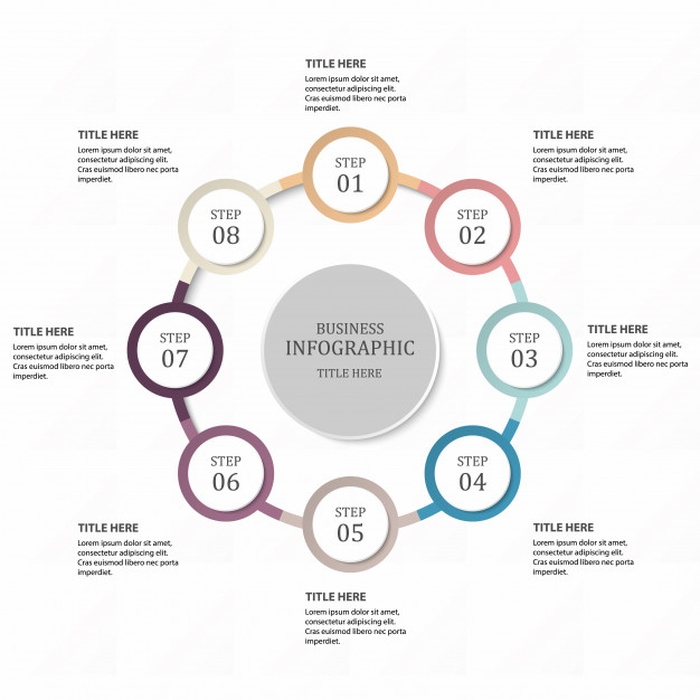 TITLE HERE
Lorem ipsum dolor sit amet,
consectetur adipiscing elit.
Cras euismod libero nec porta
imperdiet.
STEP
01
TITLE HERE
Lorem ipsum dolor sit amet,
consectetur adipiscing elit.
Cras euismod libero nec porta
imperdiet.
STEP
02
TITLE HERE
Lorem ipsum dolor sit amet,
consectetur adipiscing elit.
Cras euismod libero nec porta
imperdiet.
STEP
03
TITLE HERE
Lorem ipsum dolor sit amet,
consectetur adipiscing elit.
Cras euismod libero nec porta
imperdiet.
STEP
04
TITLE HERE
Lorem ipsum dolor sit amet,
consectetur adipiscing elit.
Cras euismod libero nec porta
imperdiet.
STEP
05
TITLE HERE
Lorem ipsum dolor sit amet,
consectetur adipiscing elit.
Cras euismod libero nec porta
imperdiet.
STEP
06
TITLE HERE
Lorem ipsum dolor sit amet,
consectetur adipiscing elit.
Cras euismod libero nec porta
imperdiet.
STEP
07
TITLE HERE
Lorem ipsum dolor sit amet,
consectetur adipiscing elit.
Cras euismod libero nec porta
imperdiet.
STEP
08
BUSINESS
INFOGRAPHIC
TITLE HERE